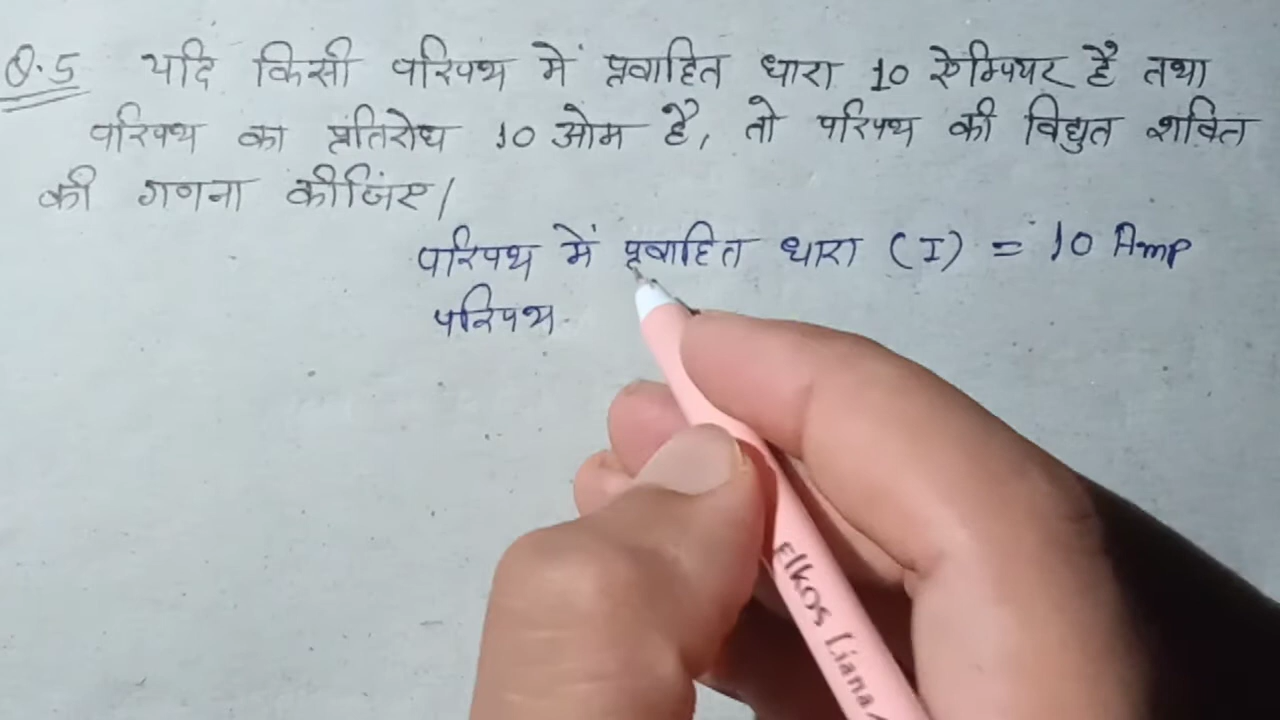 Q.5 यदि किसी परिपथ में प्रवाहित धारा 10 ऐम्पियर है तथा
परिपथ का प्रतिरोध 10 ओम है, तो परिपथ की विद्युत शक्ति
की गणना कीजिए।
परिपथ में प्रवाहित धारा (I) = 10 Amp
परिपथ
Elkos Liana